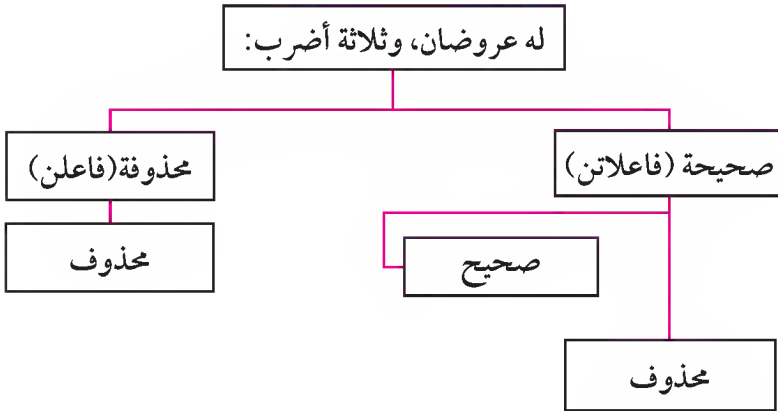 له عروضان، وثلاثة أضرب:
صحيحة (فاعلاتن)
محذوفة(فاعلن)
صحيح
محذوف
محذوف